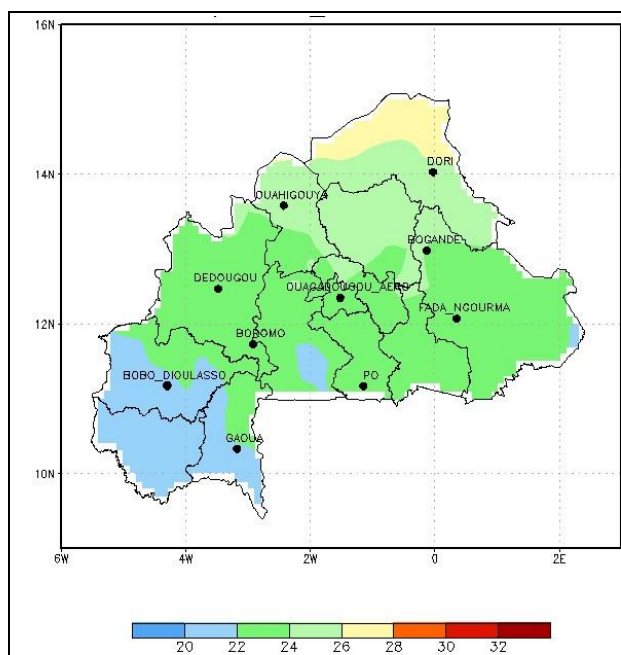 16N
14N
DORI
OUAHIGOUYA
BOGANDE
DEDOUGOU
OUAGADOUGOU_AERO
FADA_NGOURMA
12N
BOROMO
BOBO_DIOULASSO
PO
GAOUA
10N
6W 4W 2W 0 2E
20 22 24 26 28 30 32